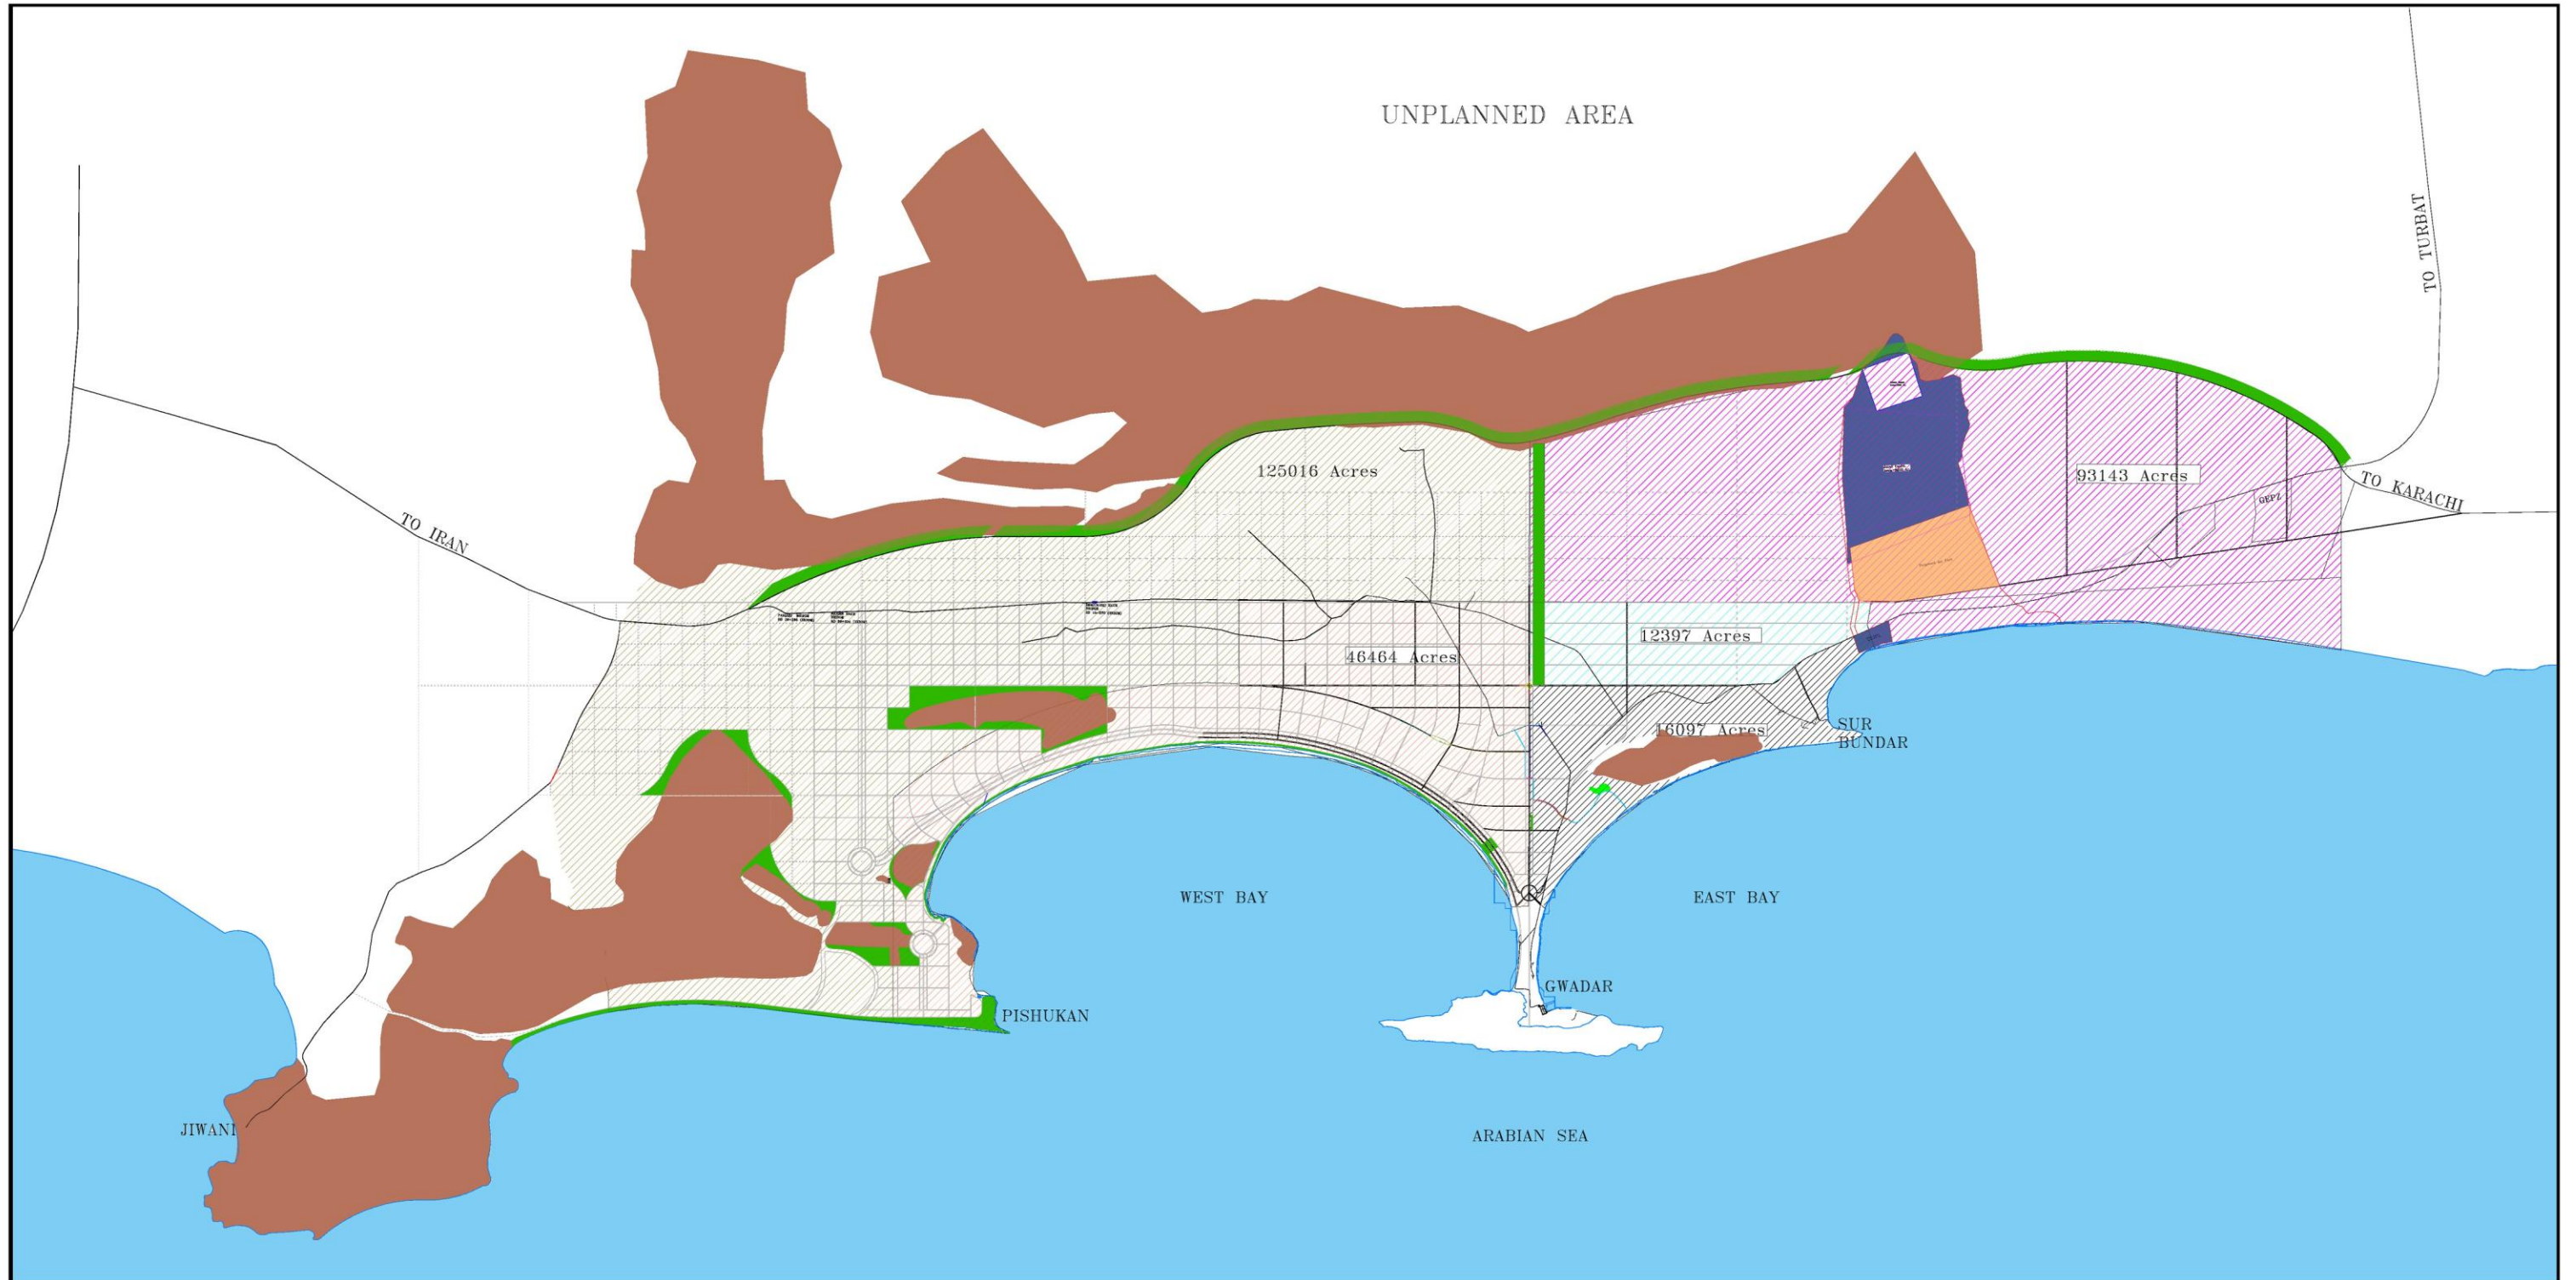 UNPLANNED AREA
TO TURBAT
125016 Acres
93143 Acres
TO KARACHI
GEPZ
TO IRAN
12397 Acres
46464 Acres
16097 Acres
SUR
BUNDAR
WEST BAY
EAST BAY
GWADAR
PISHUKAN
JIWANI
ARABIAN SEA